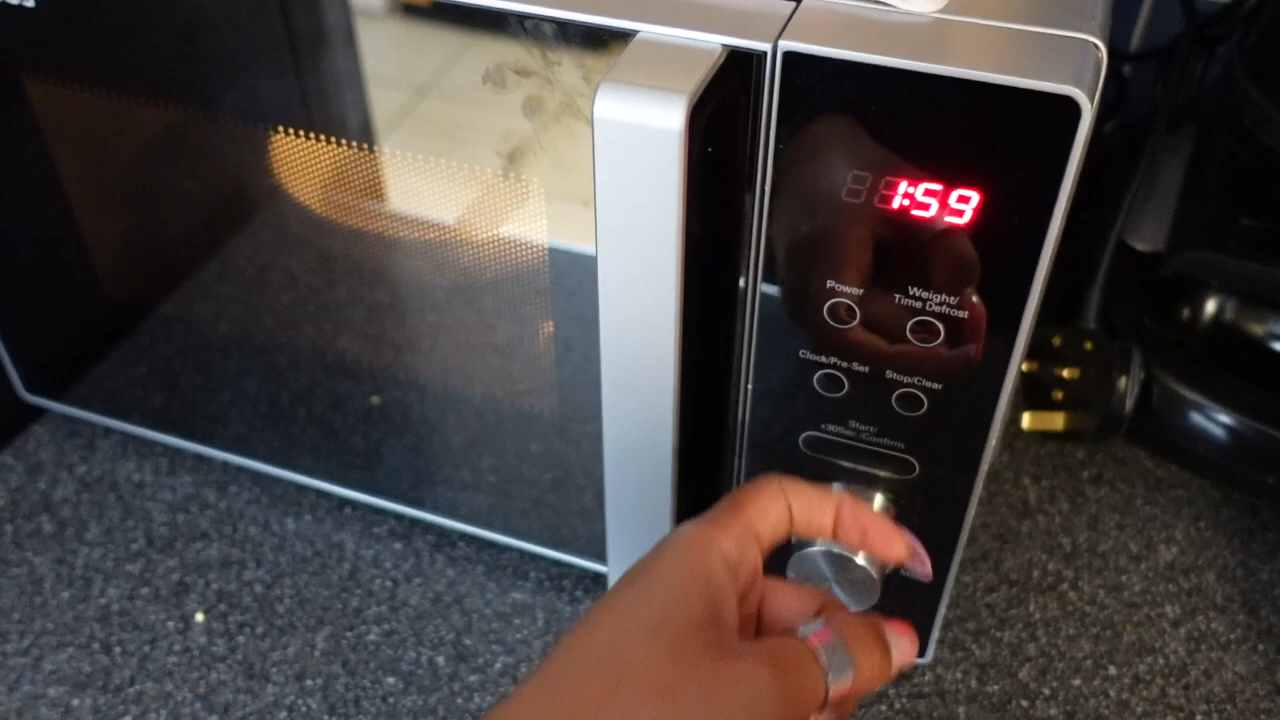 1:59
Power
Weight/
Time Defrost
Clock/Pre-Set
Stop/Clear
Start/
+30Sec./Confirm